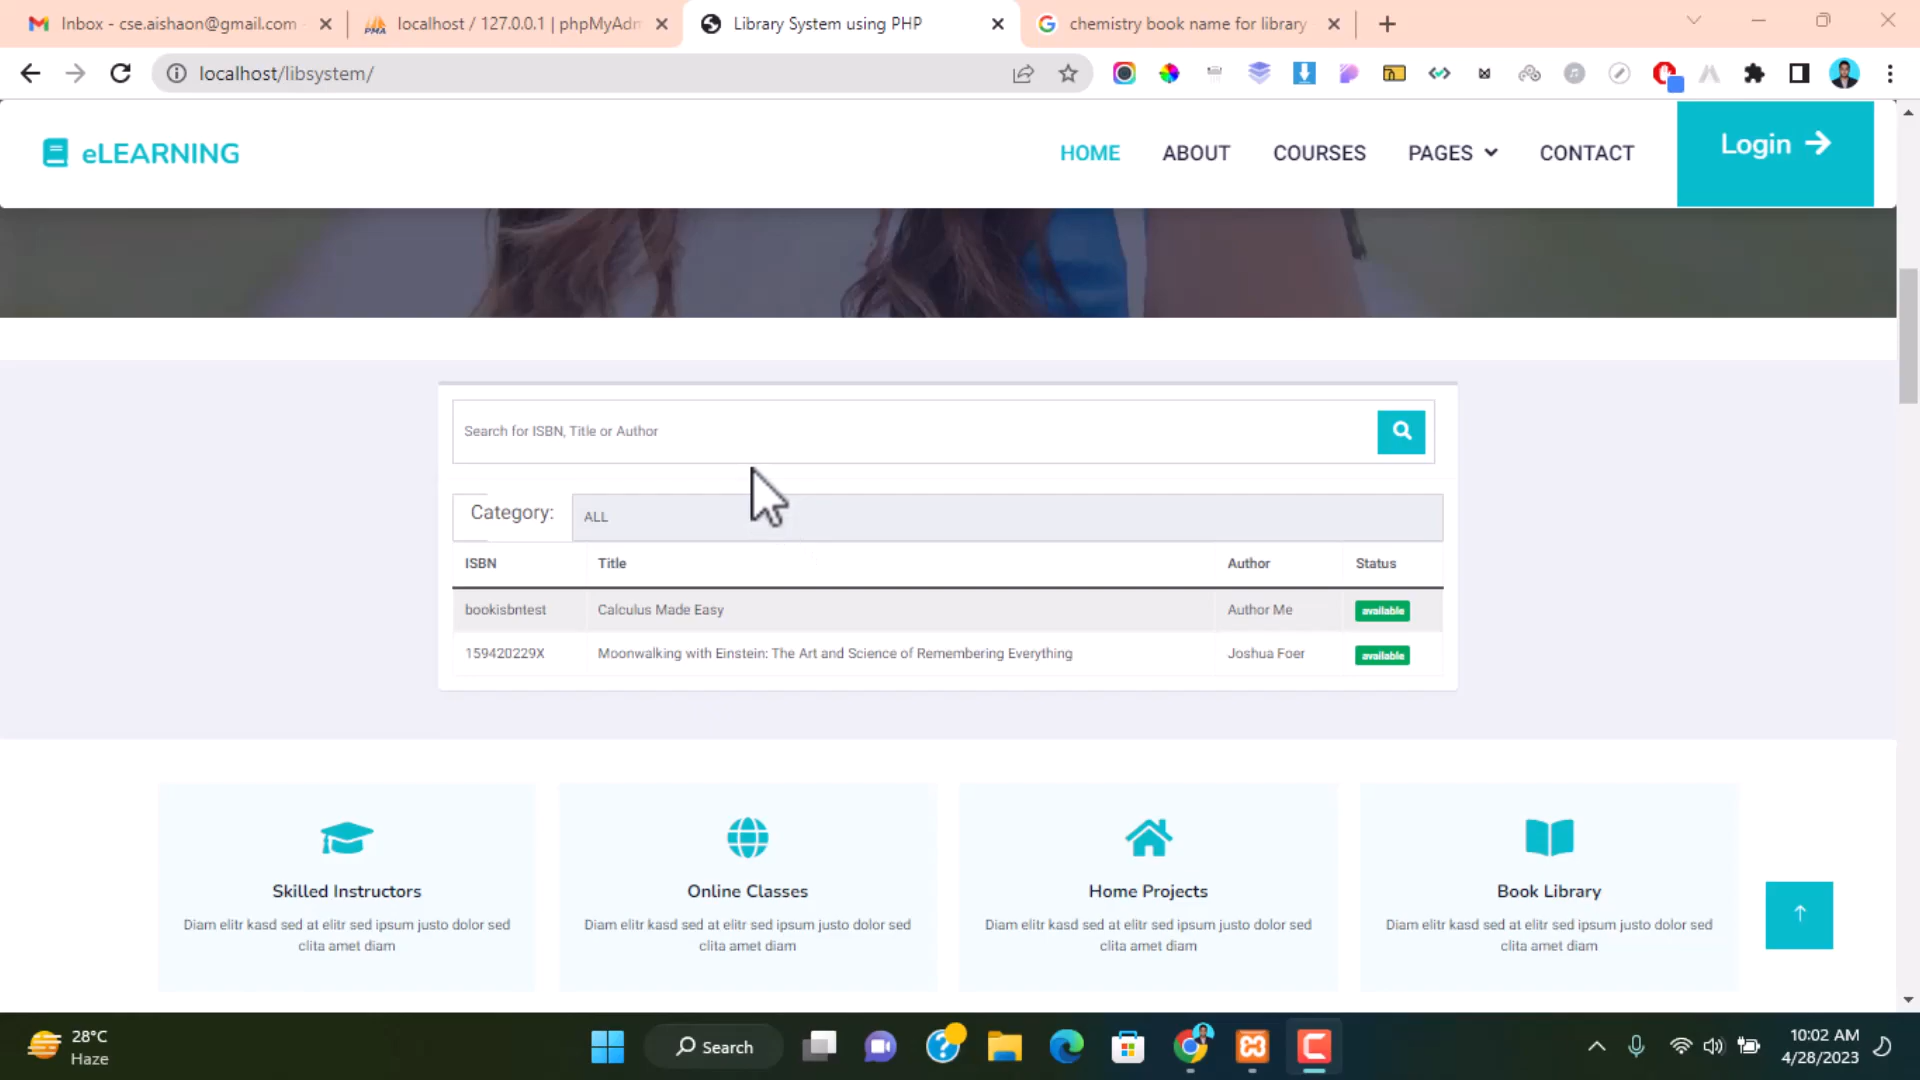 Inbox - cse.aishaon@gmail.com
localhost / 127.0.0.1 | phpMyAdm
Library System using PHP
chemistry book name for library
localhost/libsystem/
eLEARNING
HOME
ABOUT
COURSES
PAGES
CONTACT
Login
Search for ISBN, Title or Author
Category:
ALL
ISBN Title Author Status
bookisbntest Calculus Made Easy Author Me available
159420229X Moonwalking with Einstein: The Art and Science of Remembering Everything Joshua Foer available
Skilled Instructors
Diam elitr kasd sed at elitr sed ipsum justo dolor sed
clita amet diam
Online Classes
Diam elitr kasd sed at elitr sed ipsum justo dolor sed
clita amet diam
Home Projects
Diam elitr kasd sed at elitr sed ipsum justo dolor sed
clita amet diam
Book Library
Diam elitr kasd sed at elitr sed ipsum justo dolor sed
clita amet diam
28°C
Haze
Search
10:02 AM
4/28/2023